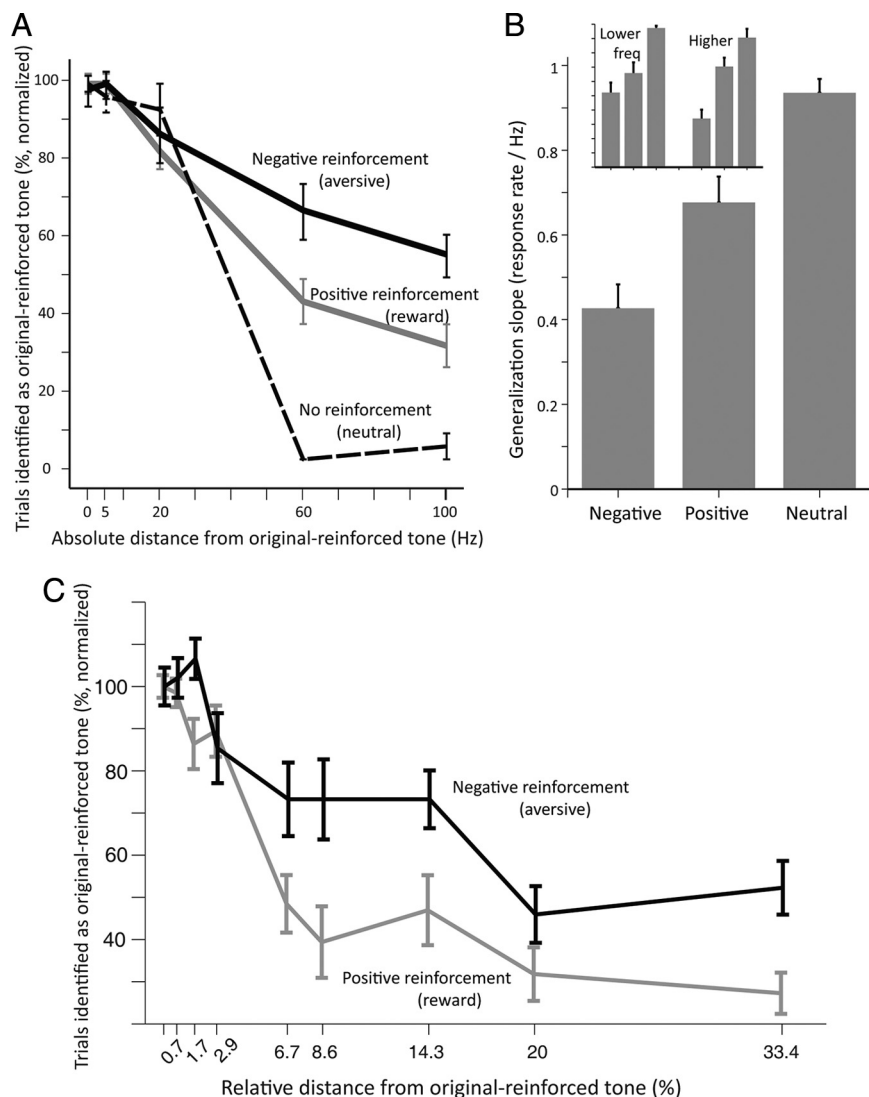 A
Trials identified as original-reinforced tone (%, normalized)
100
80
60
40
20
0
Negative reinforcement
(aversive)
Positive reinforcement
(reward)
No reinforcement
(neutral)
0 5 20 60 100
Absolute distance from original-reinforced tone (Hz)
B
Generalization slope (response rate / Hz)
1
0.8
0.6
0.4
0.2
0
Lower
freq
Higher
Negative Positive Neutral
C
Trials identified as original-reinforced tone (%, normalized)
100
80
60
40
Negative reinforcement
(aversive)
Positive reinforcement
(reward)
0.7 1.7 2.9 6.7 8.6 14.3 20 33.4
Relative distance from original-reinforced tone (%)